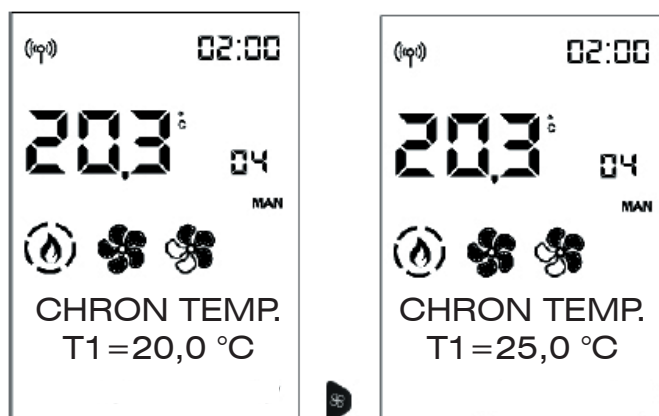 02:00
20,3 °C
04
MAN
CHRON TEMP.
T1=20,0 °C
02:00
20,3 °C
04
MAN
CHRON TEMP.
T1=25,0 °C